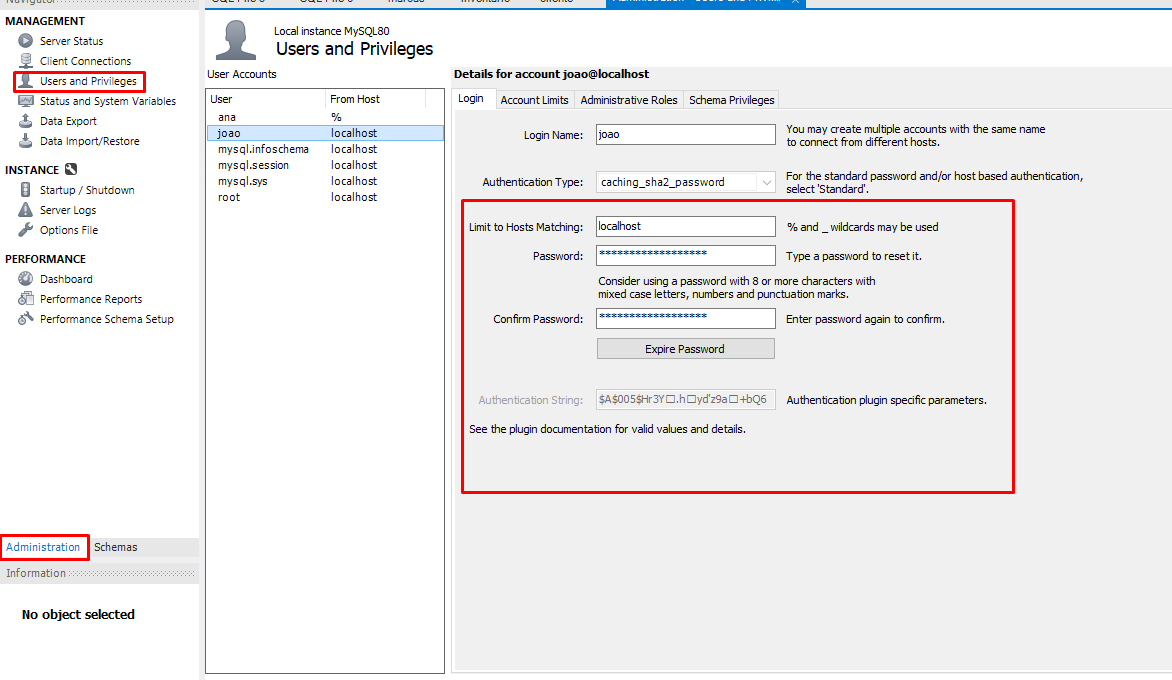 Navigator
MANAGEMENT
Server Status
Client Connections
Users and Privileges
Status and System Variables
Data Export
Data Import/Restore
INSTANCE
Startup / Shutdown
Server Logs
Options File
PERFORMANCE
Dashboard
Performance Reports
Performance Schema Setup
Administration Schemas
Information
No object selected
Local instance MySQL80
Users and Privileges
User Accounts
User From Host
ana %
joao localhost
mysql.infoschema localhost
mysql.session localhost
mysql.sys localhost
root localhost
Details for account joao@localhost
Login Account Limits Administrative Roles Schema Privileges
Login Name: joao You may create multiple accounts with the same name
to connect from different hosts.
Authentication Type: caching_sha2_password For the standard password and/or host based authentication,
select 'Standard'.
Limit to Hosts Matching: localhost % and _ wildcards may be used
Password: ****************** Type a password to reset it.
Consider using a password with 8 or more characters with
mixed case letters, numbers and punctuation marks.
Confirm Password: ****************** Enter password again to confirm.
Expire Password
Authentication String: $A$005$Hr3Y□.h□yd'z9a□+bQ6 Authentication plugin specific parameters.
See the plugin documentation for valid values and details.